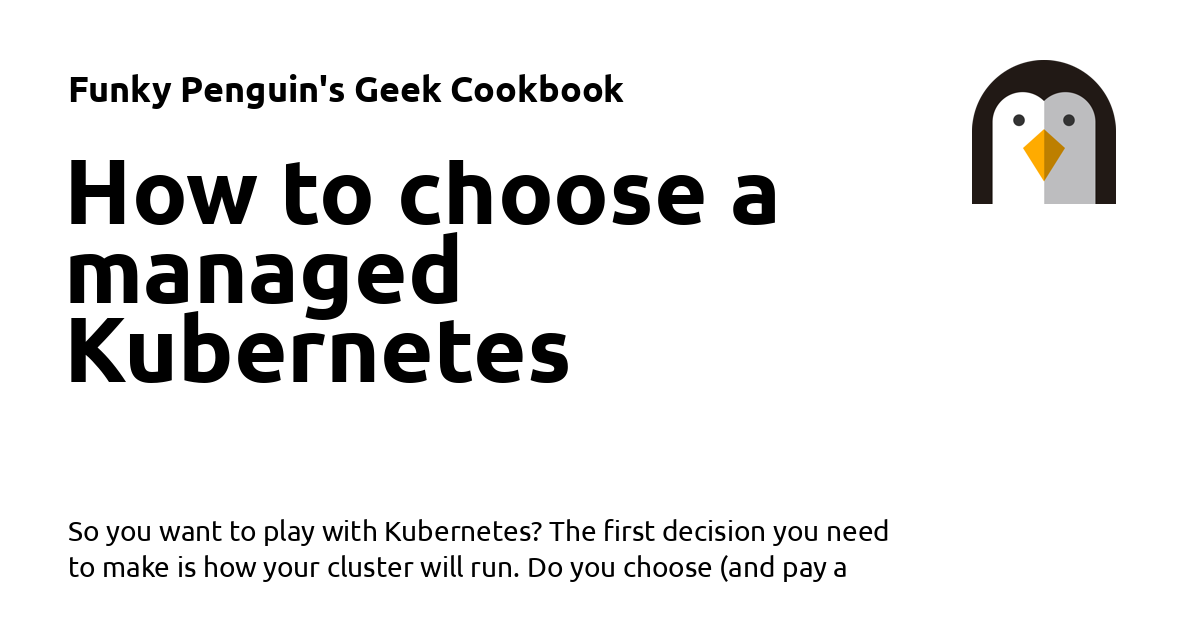 Funky Penguin's Geek Cookbook
How to choose a
managed
Kubernetes
So you want to play with Kubernetes? The first decision you need
to make is how your cluster will run. Do you choose (and pay a